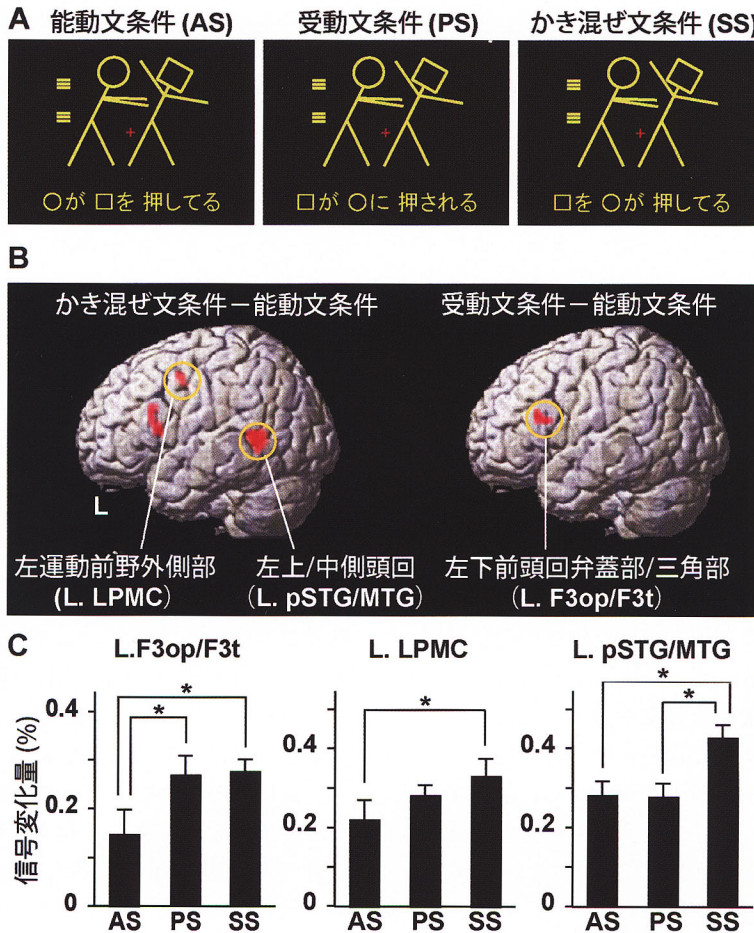 A 能動文条件 (AS) 受動文条件 (PS) かき混ぜ文条件 (SS)
○が □を 押してる
□が ○に 押される
□を ○が 押してる
B
かき混ぜ文条件－能動文条件
受動文条件－能動文条件
L
左運動前野外側部
(L. LPMC)
左上/中側頭回
(L. pSTG/MTG)
左下前頭回弁蓋部/三角部
(L. F3op/F3t)
C
L.F3op/F3t
L. LPMC
L. pSTG/MTG
信号変化量 (%)
* *
0.4
0.2
0
AS PS SS
*
0.4
0.2
0
AS PS SS
* *
0.4
0.2
0
AS PS SS